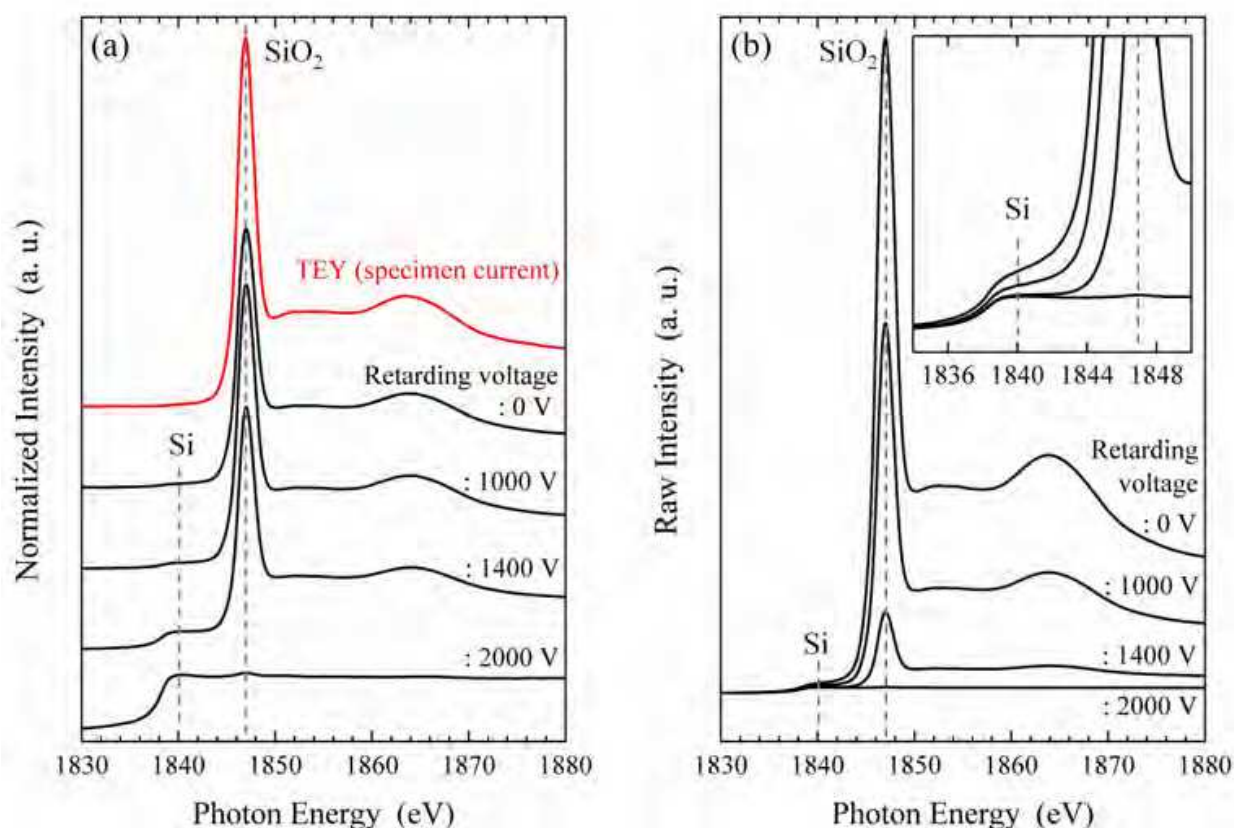 (a)
SiO2
TEY (specimen current)
Retarding voltage
: 0 V
Si
: 1000 V
: 1400 V
: 2000 V
1830 1840 1850 1860 1870 1880
Photon Energy (eV)
Normalized Intensity (a. u.)
(b)
SiO2
Si
1836 1840 1844 1848
Retarding
voltage
: 0 V
: 1000 V
Si
: 1400 V
: 2000 V
1830 1840 1850 1860 1870 1880
Photon Energy (eV)
Raw Intensity (a. u.)